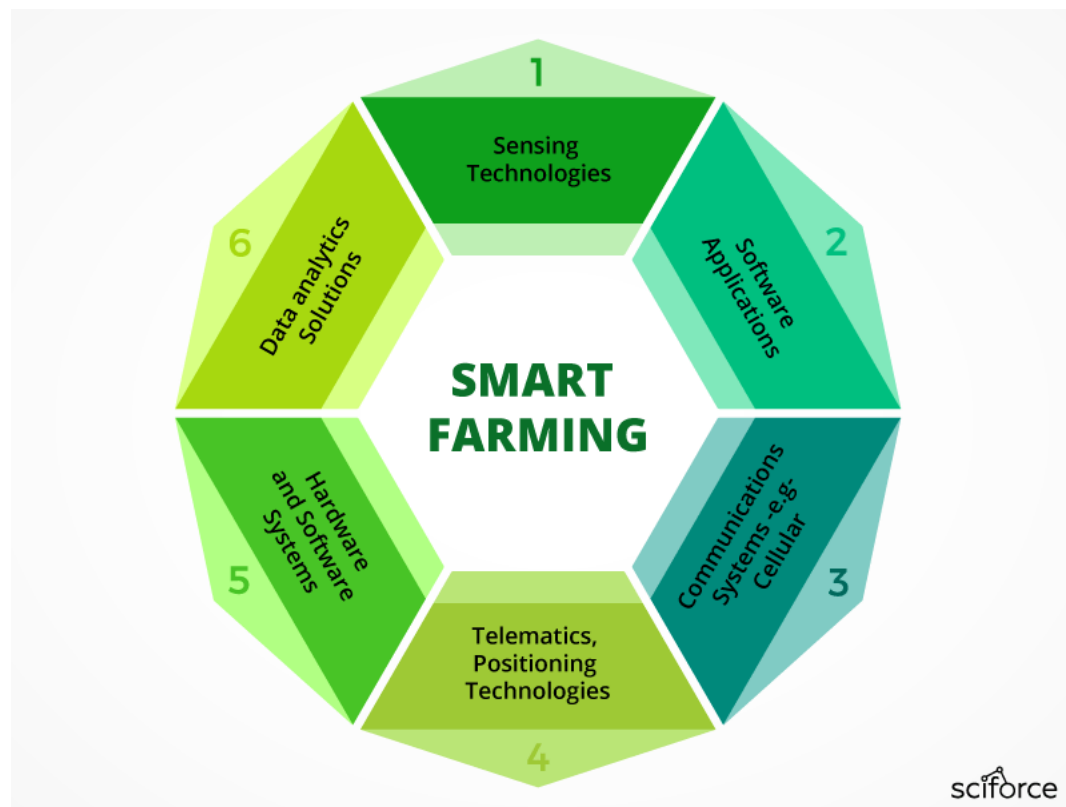 1
Sensing
Technologies
2
Software
Applications
3
Communications
Systems -e.g-
Cellular
4
Telematics,
Positioning
Technologies
5
Hardware
and Software
Systems
6
Data analytics
Solutions
SMART
FARMING
sciforce